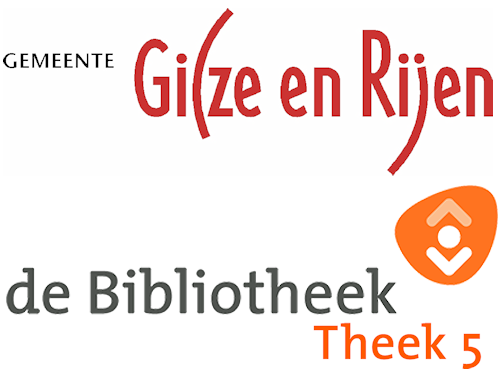 GEMEENTE Gilze en Rijen
de Bibliotheek
Theek 5